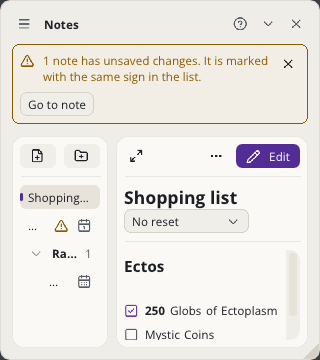 Notes
1 note has unsaved changes. It is marked
with the same sign in the list.
Go to note
Edit
Shopping...
...
Ra... 1
...
Shopping list
No reset
Ectos
250 Globs of Ectoplasm
Mystic Coins